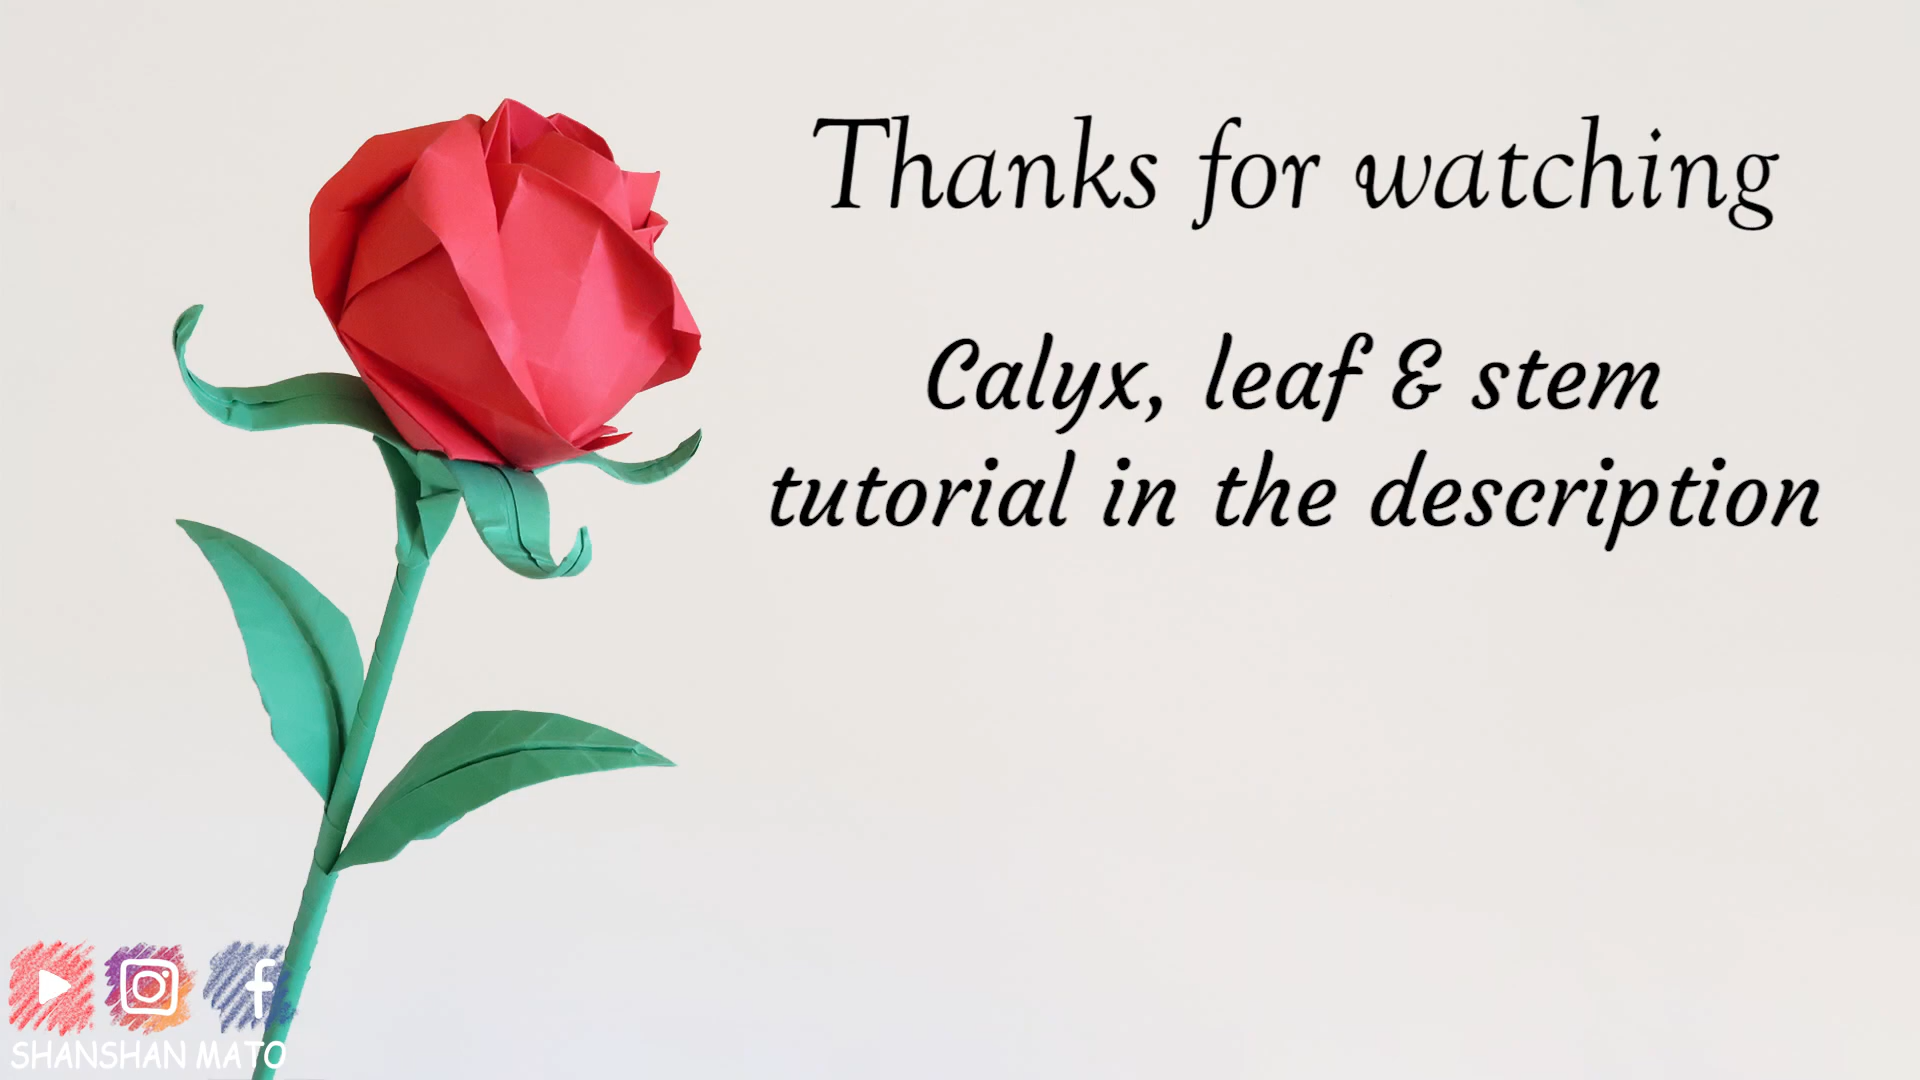 Thanks for watching
Calyx, leaf & stem
tutorial in the description
SHANSHAN MATO